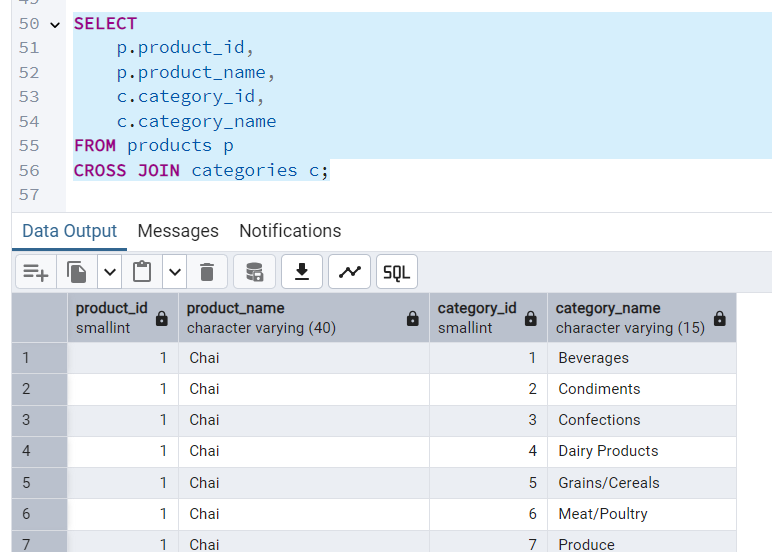 50 SELECT
51 p.product_id,
52 p.product_name,
53 c.category_id,
54 c.category_name
55 FROM products p
56 CROSS JOIN categories c;
57
Data Output Messages Notifications
SQL
product_id product_name category_id category_name
smallint character varying (40) smallint character varying (15)
1 1 Chai 1 Beverages
2 1 Chai 2 Condiments
3 1 Chai 3 Confections
4 1 Chai 4 Dairy Products
5 1 Chai 5 Grains/Cereals
6 1 Chai 6 Meat/Poultry
7 1 Chai 7 Produce